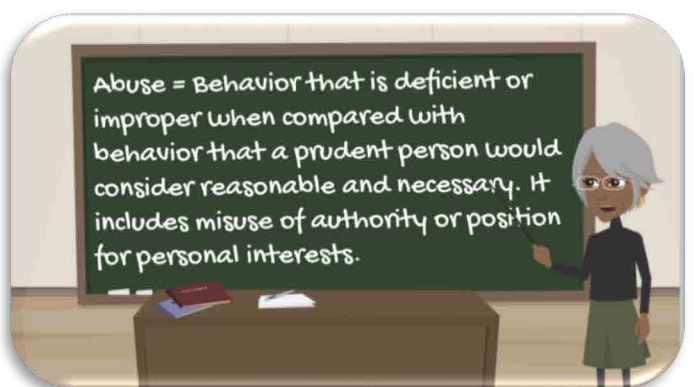 Abuse = Behavior that is deficient or
improper when compared with
behavior that a prudent person would
consider reasonable and necessary. It
includes misuse of authority or position
for personal interests.